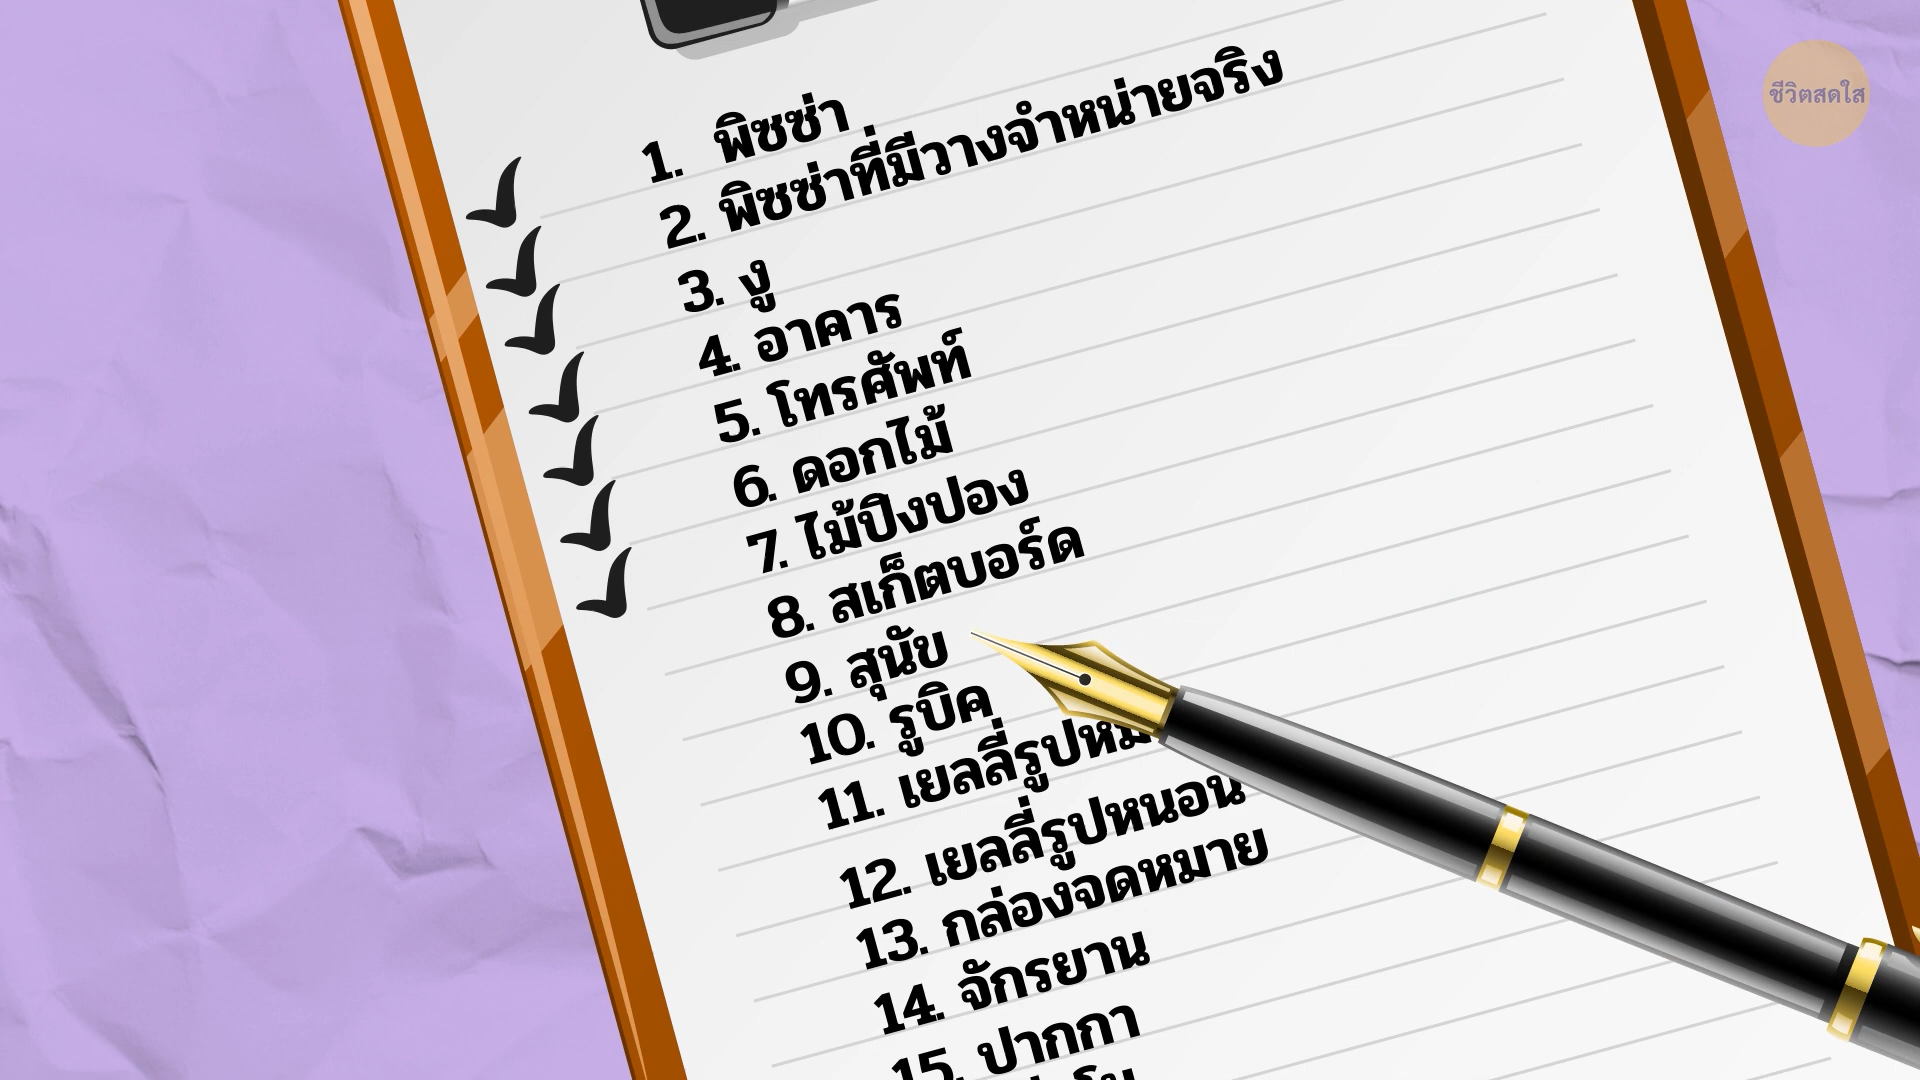 ชีวิตสดใส
1. พิซซ่า
2. พิซซ่าที่มีวางจำหน่ายจริง
3. งู
4. อาคาร
5. โทรศัพท์
6. ดอกไม้
7. ไม้ปิงปอง
8. สเก็ตบอร์ด
9. สุนัข
10. รูบิค
11. เยลลี่รูป
12. เยลลี่รูปหนอน
13. กล่องจดหมาย
14. จักรยาน
15. ปากกา